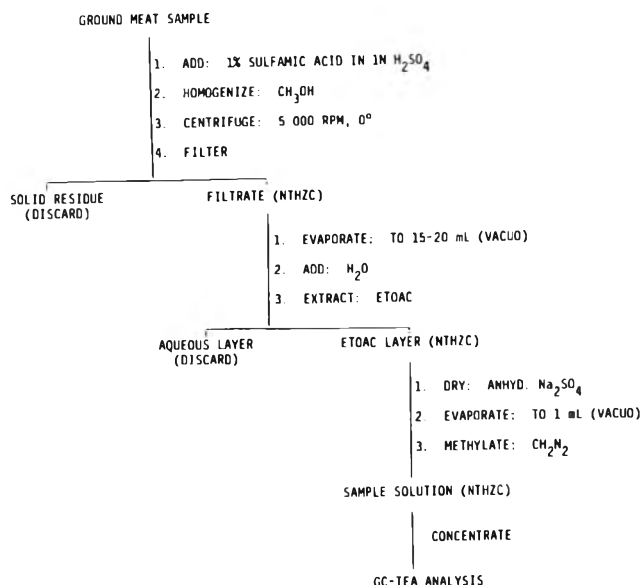 GROUND MEAT SAMPLE
1. ADD: 1% SULFAMIC ACID IN 1N H2SO4
2. HOMOGENIZE: CH3OH
3. CENTRIFUGE: 5 000 RPM, 0°
4. FILTER
SOLID RESIDUE
(DISCARD)
FILTRATE (NTHZC)
1. EVAPORATE: TO 15-20 mL (VACUO)
2. ADD: H2O
3. EXTRACT: ETOAC
AQUEOUS LAYER
(DISCARD)
ETOAC LAYER (NTHZC)
1. DRY: ANHYD. Na2SO4
2. EVAPORATE: TO 1 mL (VACUO)
3. METHYLATE: CH2N2
SAMPLE SOLUTION (NTHZC)
CONCENTRATE
GC-TEA ANALYSIS